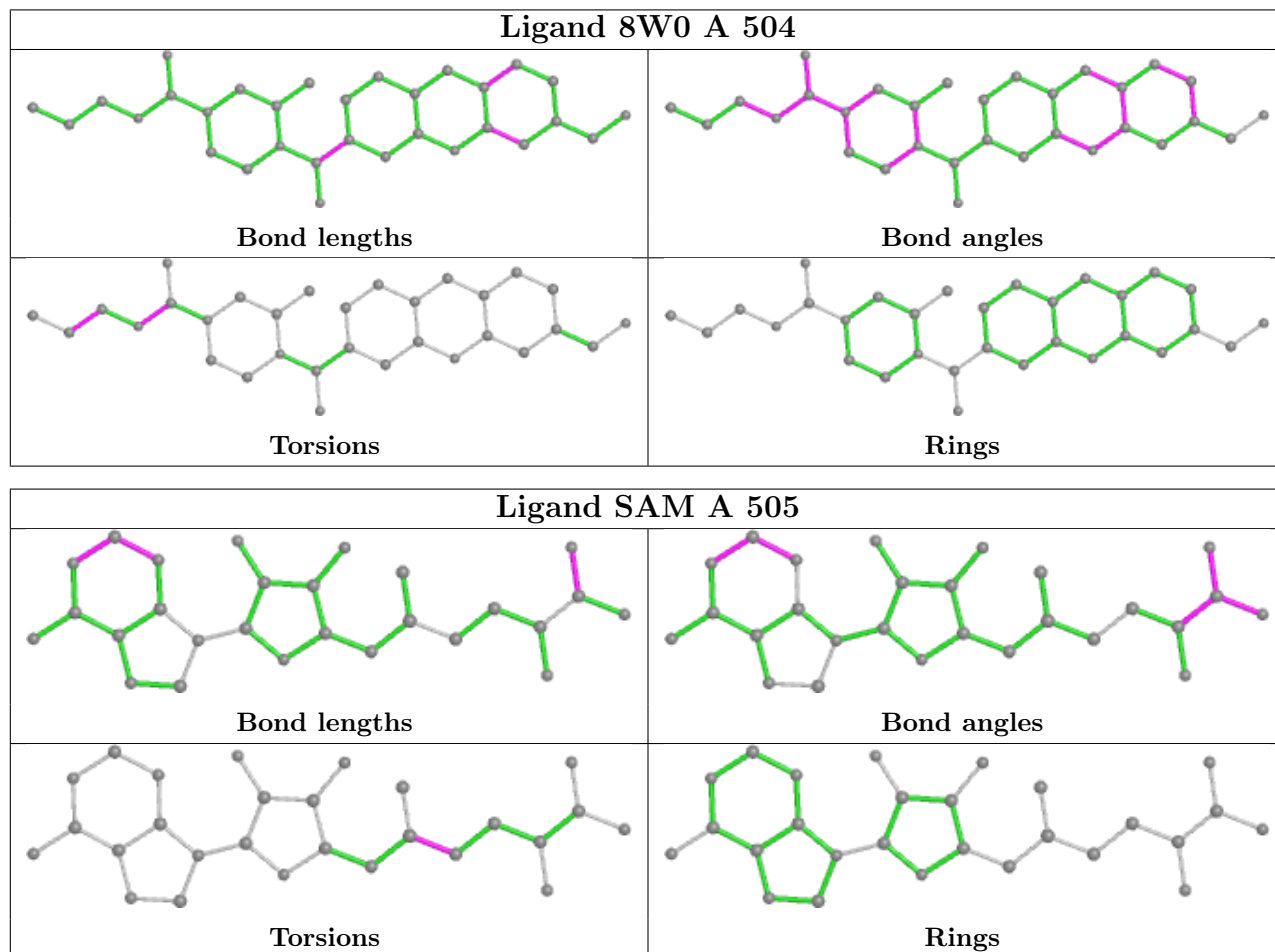 Ligand 8W0 A 504
Bond lengths
Bond angles
Torsions
Rings
Ligand SAM A 505
Bond lengths
Bond angles
Torsions
Rings